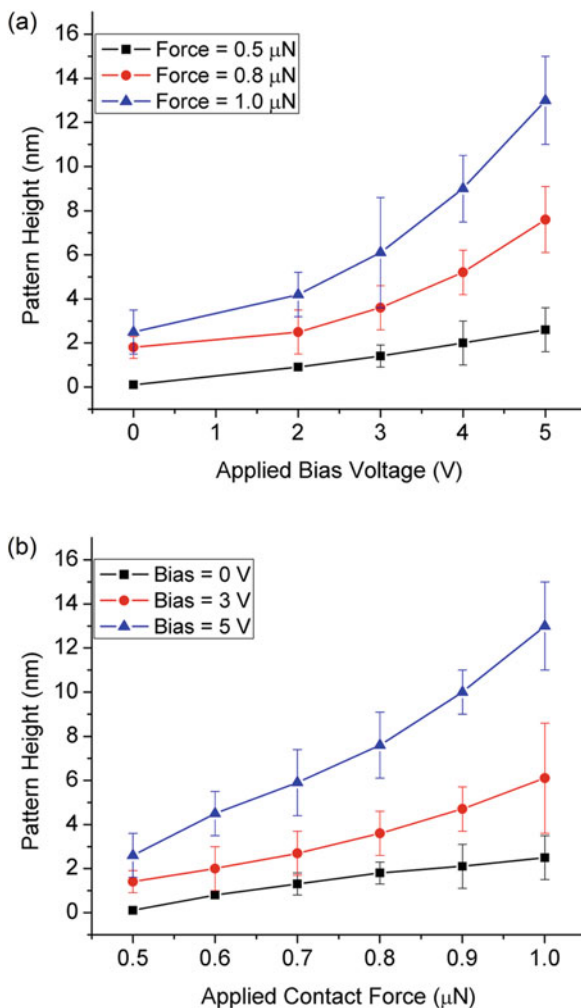 (a)
Force = 0.5 μN
Force = 0.8 μN
Force = 1.0 μN
16
14
12
10
8
6
4
2
0
Pattern Height (nm)
0 1 2 3 4 5
Applied Bias Voltage (V)
(b)
Bias = 0 V
Bias = 3 V
Bias = 5 V
16
14
12
10
8
6
4
2
0
Pattern Height (nm)
0.5 0.6 0.7 0.8 0.9 1.0
Applied Contact Force (μN)